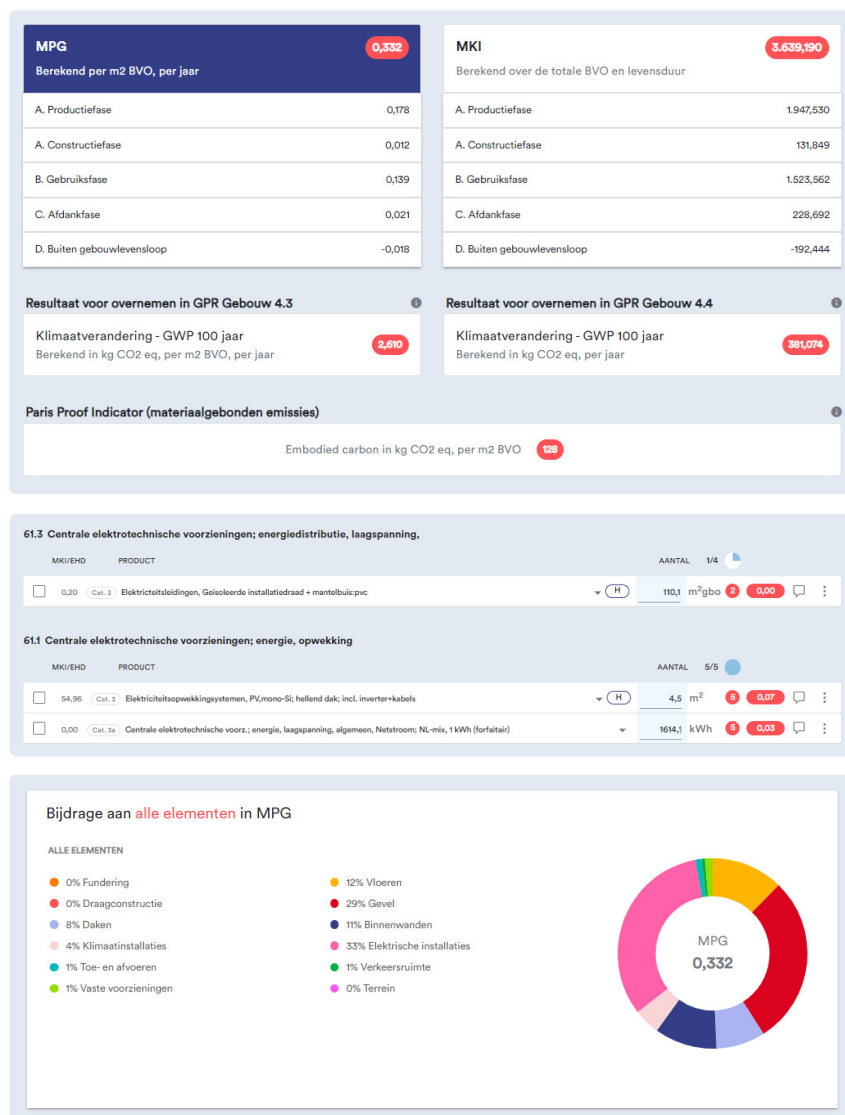 MPG 0,332
Berekend per m2 BVO, per jaar
A. Productiefase 0,178
A. Constructiefase 0,012
B. Gebruiksfase 0,139
C. Afdankfase 0,021
D. Buiten gebouwlevensloop -0,018
MKI 3.639,190
Berekend over de totale BVO en levensduur
A. Productiefase 1.947,530
A. Constructiefase 131,849
B. Gebruiksfase 1.523,562
C. Afdankfase 228,692
D. Buiten gebouwlevensloop -192,444
Resultaat voor overnemen in GPR Gebouw 4.3
Klimaatverandering - GWP 100 jaar
Berekend in kg CO2 eq, per m2 BVO, per jaar 2,610
Resultaat voor overnemen in GPR Gebouw 4.4
Klimaatverandering - GWP 100 jaar
Berekend in kg CO2 eq, per jaar 381,074
Paris Proof Indicator (materiaalgebonden emissies)
Embodied carbon in kg CO2 eq, per m2 BVO 128
61.3 Centrale elektrotechnische voorzieningen; energiedistributie, laagspanning,
MKI/EHD PRODUCT AANTAL 1/4
0,20 Cat. 3 Elektricteitsleidingen, Geisoleerde installatiedraad + mantelbuis:pvc H 110,1 m²gbo 2 0,00
61.1 Centrale elektrotechnische voorzieningen; energie, opwekking
MKI/EHD PRODUCT AANTAL 5/5
54,96 Cat. 3 Elektriciteitsopwekkingsystemen, PV,mono-Si; hellend dak; incl. inverter+kabels H 4,5 m² 5 0,07
0,00 Cat. 3a Centrale elektrotechnische voorz.; energie, laagspanning, algemeen, Netstroom; NL-mix, 1 kWh (forfaitair) 1614,1 kWh 5 0,03
Bijdrage aan alle elementen in MPG
ALLE ELEMENTEN
0% Fundering
0% Draagconstructie
8% Daken
4% Klimaatinstallaties
1% Toe- en afvoeren
1% Vaste voorzieningen
12% Vloeren
29% Gevel
11% Binnenwanden
33% Elektrische installaties
1% Verkeersruimte
0% Terrein
MPG
0,332